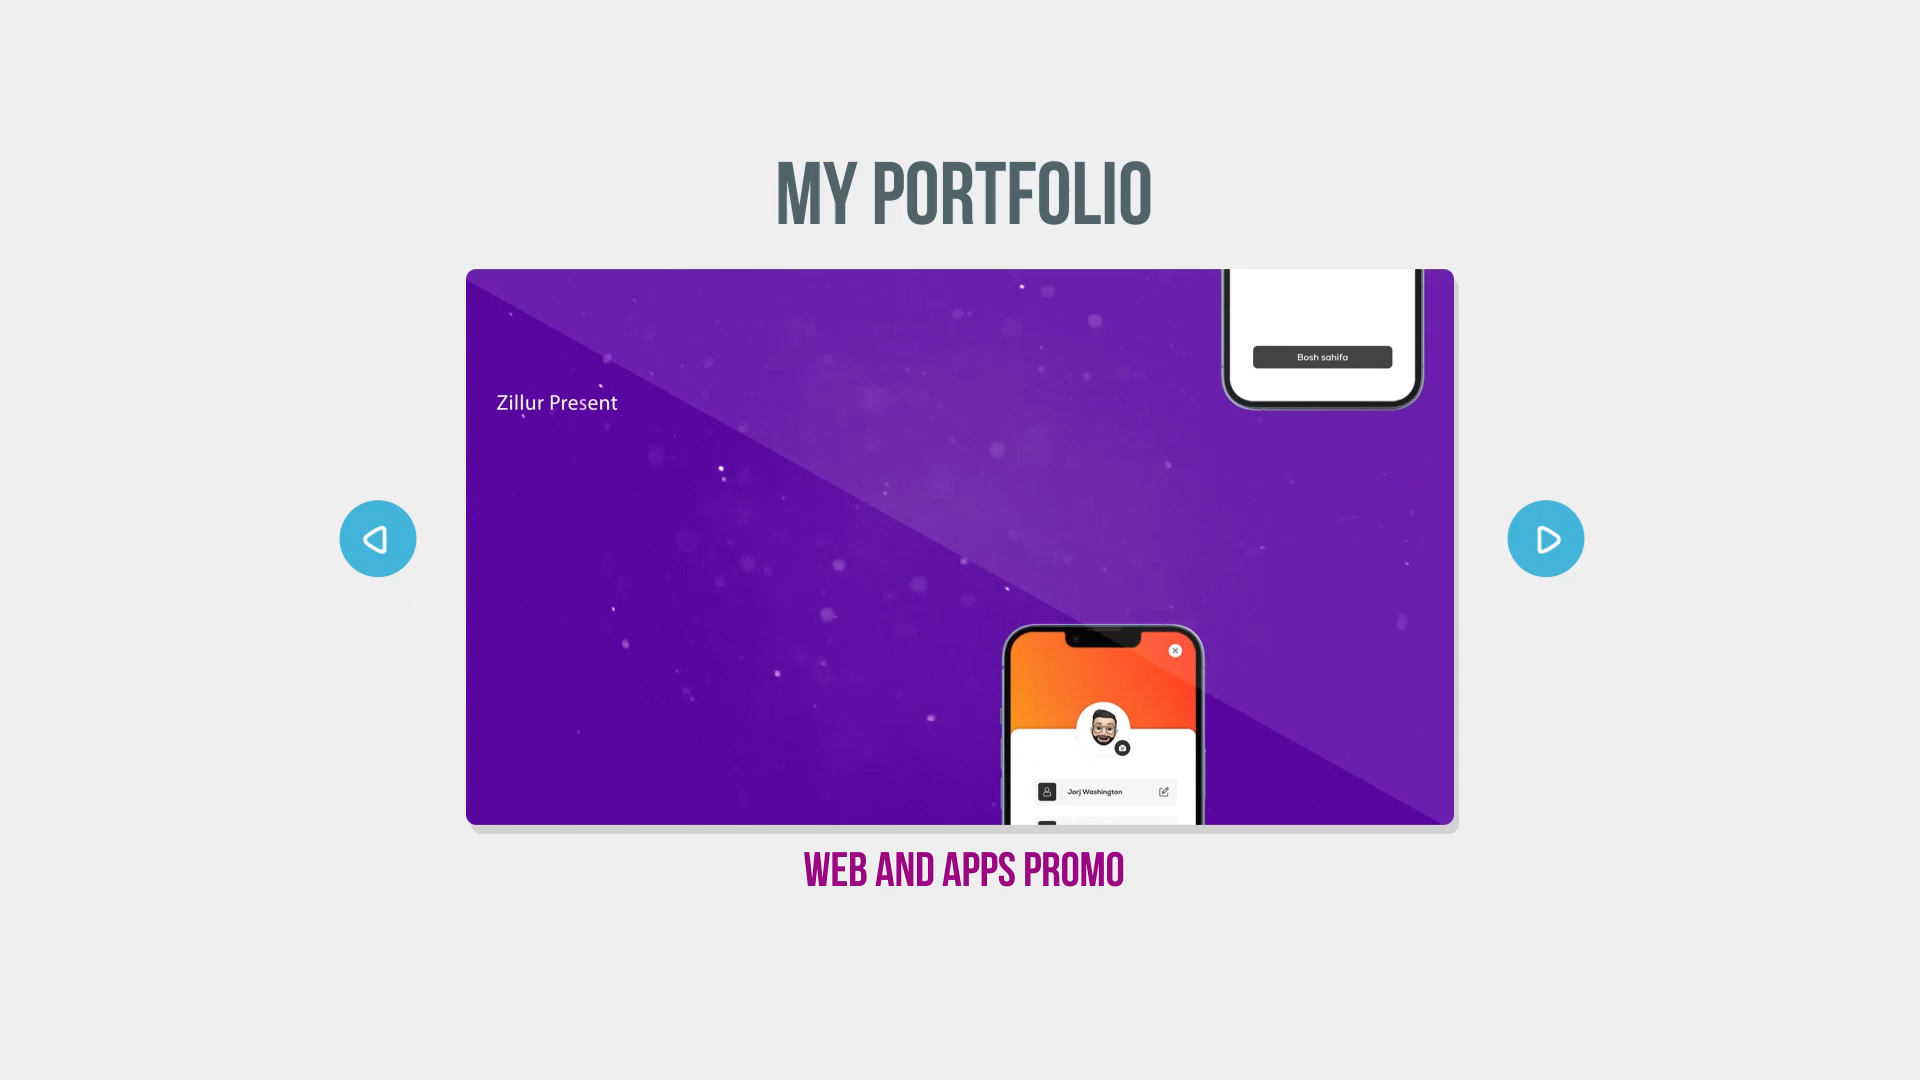 MY PORTFOLIO
Bosh sahifa
Zillur Present
Jorj Washington
WEB AND APPS PROMO